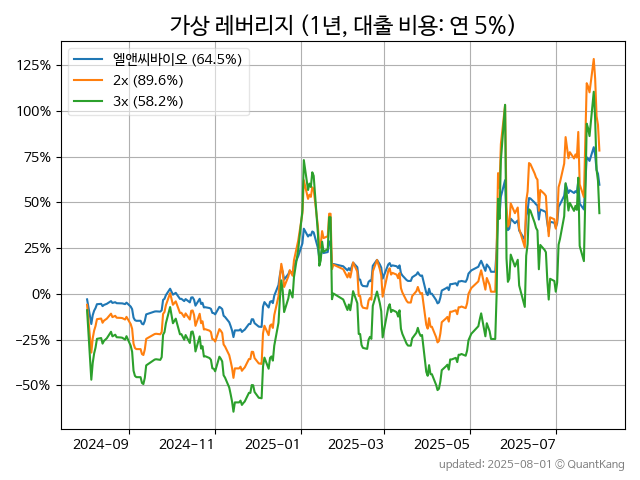 가상 레버리지 (1년, 대출 비용: 연 5%)
엘앤씨바이오 (64.5%)
2x (89.6%)
3x (58.2%)
125%
100%
75%
50%
25%
0%
−25%
−50%
2024-09
2024-11
2025-01
2025-03
2025-05
2025-07
updated: 2025-08-01 © QuantKang